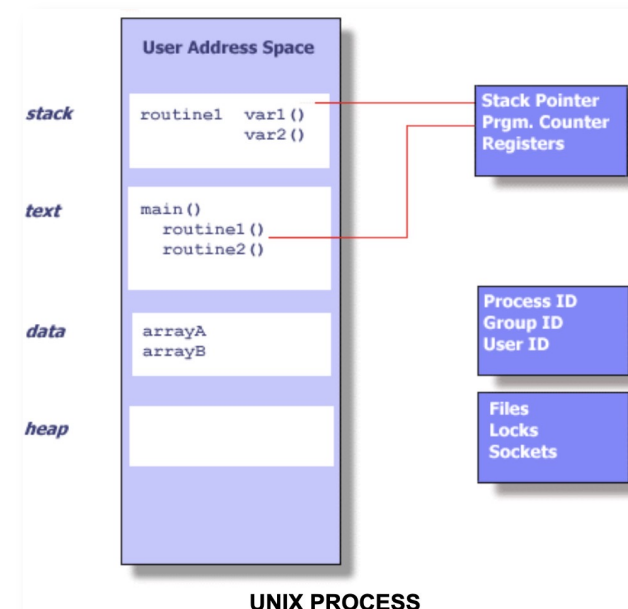 User Address Space
stack
routine1 var1()
var2()
text
main()
routine1()
routine2()
data
arrayA
arrayB
heap
Stack Pointer
Prgm. Counter
Registers
Process ID
Group ID
User ID
Files
Locks
Sockets
UNIX PROCESS